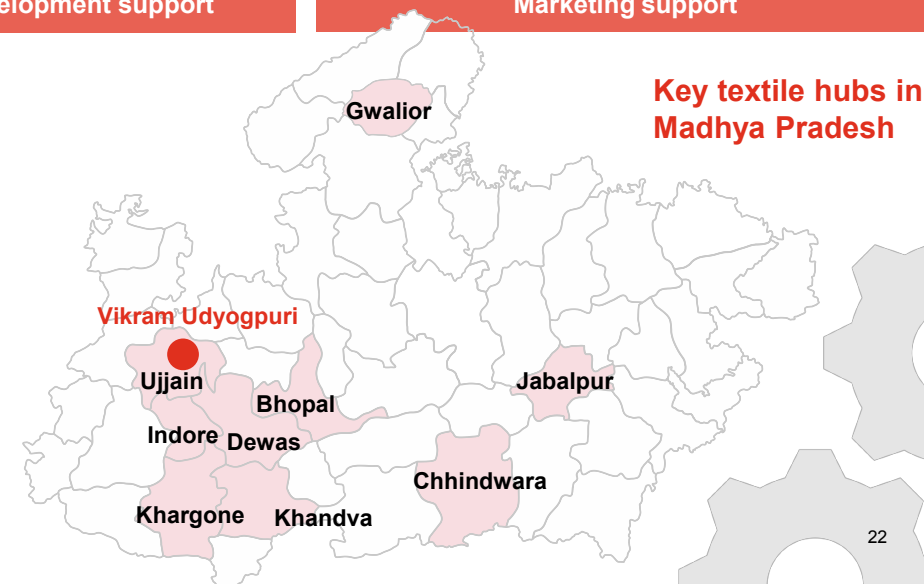 elopment support
Marketing support
Key textile hubs in
Madhya Pradesh
Gwalior
Vikram Udyogpuri
Ujjain
Bhopal
Jabalpur
Indore
Dewas
Chhindwara
Khargone
Khandva
22